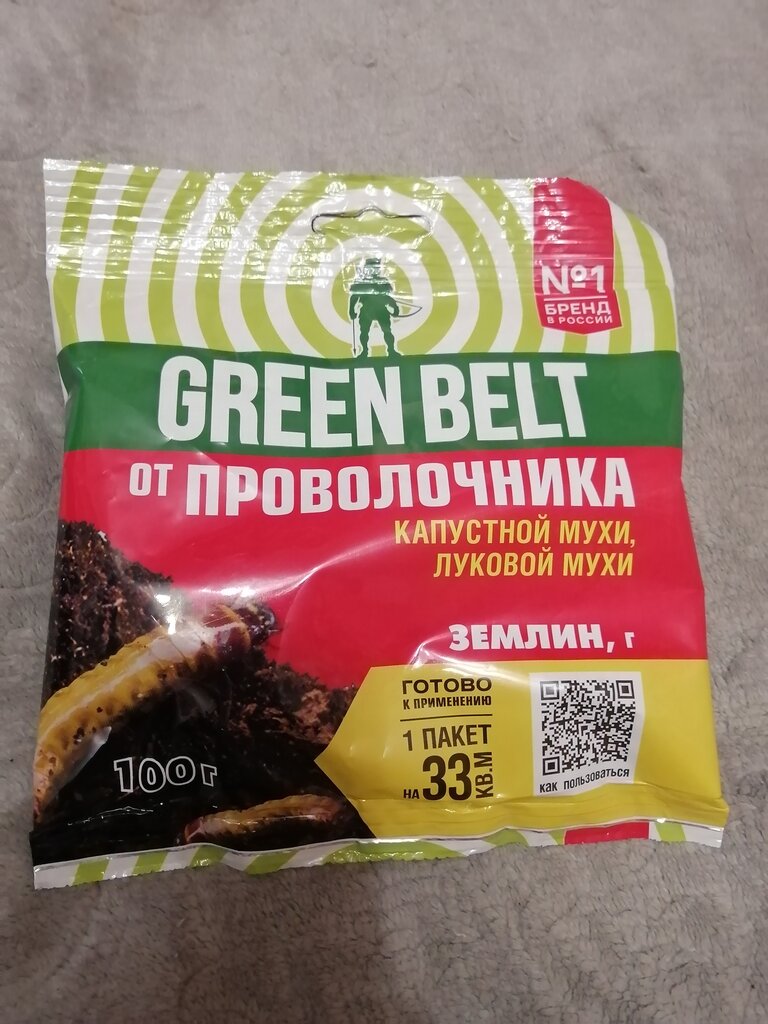 №1
БРЕНД
В РОССИИ
GREEN BELT
ОТ ПРОВОЛОЧНИКА
КАПУСТНОЙ МУХИ,
ЛУКОВОЙ МУХИ
ЗЕМЛИН, г
ГОТОВО
К ПРИМЕНЕНИЮ
1 ПАКЕТ
НА 33 КВ.М
как пользоваться
100г